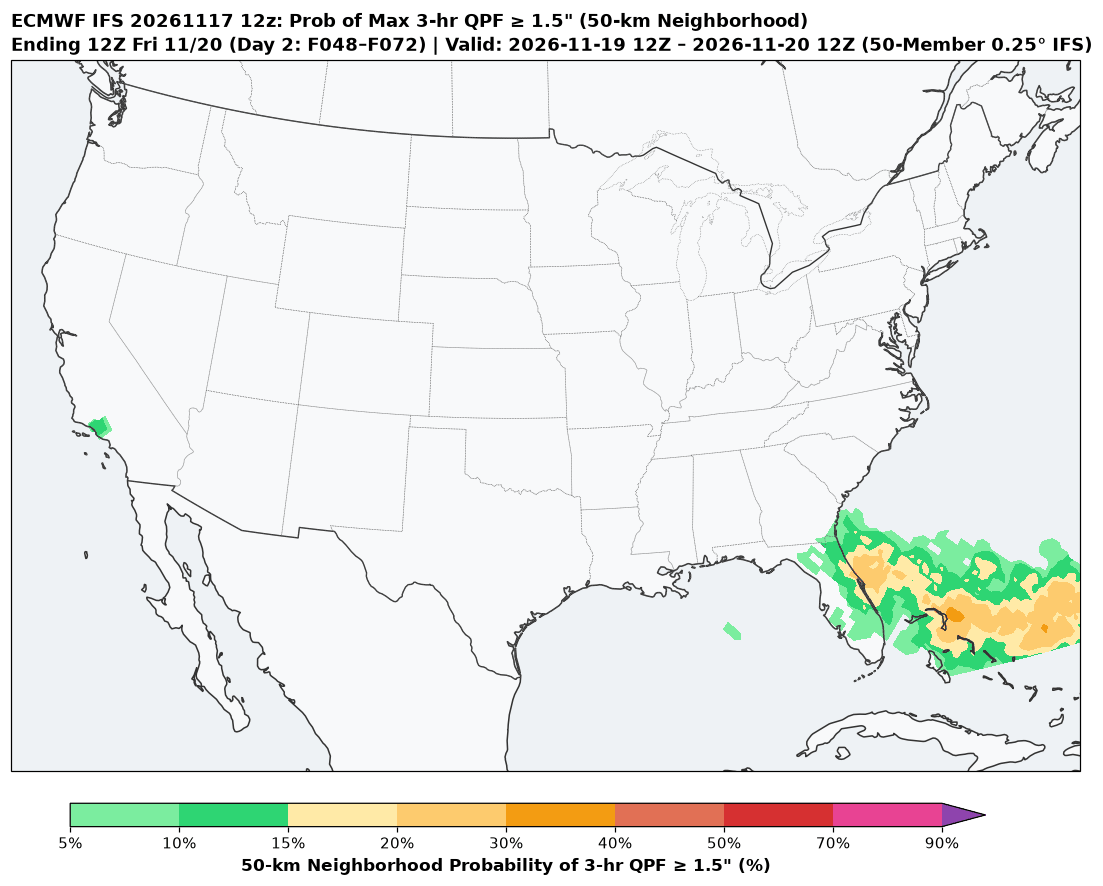 ECMWF IFS 20261117 12z: Prob of Max 3-hr QPF ≥ 1.5" (50-km Neighborhood)
Ending 12Z Fri 11/20 (Day 2: F048–F072) | Valid: 2026-11-19 12Z – 2026-11-20 12Z (50-Member 0.25° IFS)
5% 10% 15% 20% 30% 40% 50% 70% 90%
50-km Neighborhood Probability of 3-hr QPF ≥ 1.5" (%)